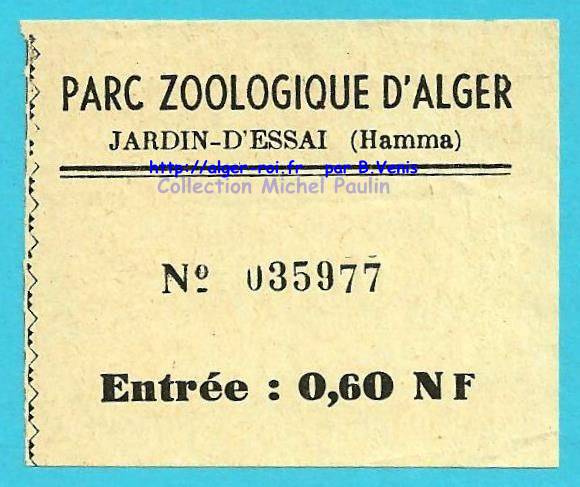 PARC ZOOLOGIQUE D'ALGER
JARDIN-D'ESSAI (Hamma)
http://alger-roi.fr par B.Venis
Collection Michel Paulin
Nº 035977
Entrée : 0,60 NF